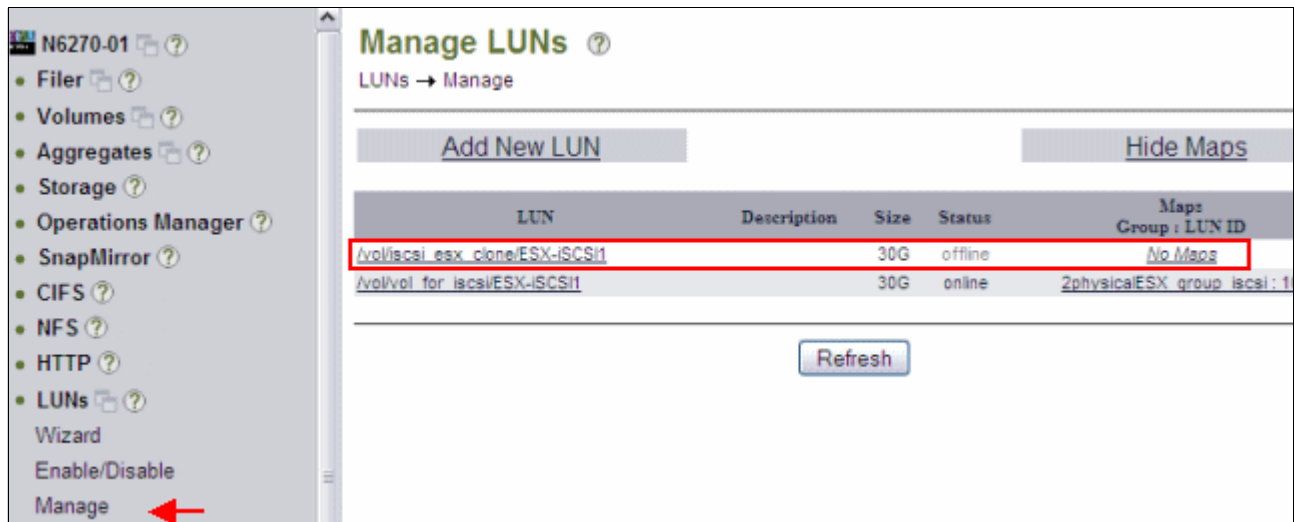 N6270-01
Filer
Volumes
Aggregates
Storage
Operations Manager
SnapMirror
CIFS
NFS
HTTP
LUNs
Wizard
Enable/Disable
Manage
Manage LUNs
LUNs → Manage
Add New LUN Hide Maps
LUN Description Size Status Maps
Group : LUN ID
/vol/iscsi_esx_clone/ESX-iSCSI1 30G offline No Maps
/vol/vol_for_iscsi/ESX-iSCSI1 30G online 2physicalESX_group_iscsi : 1
Refresh